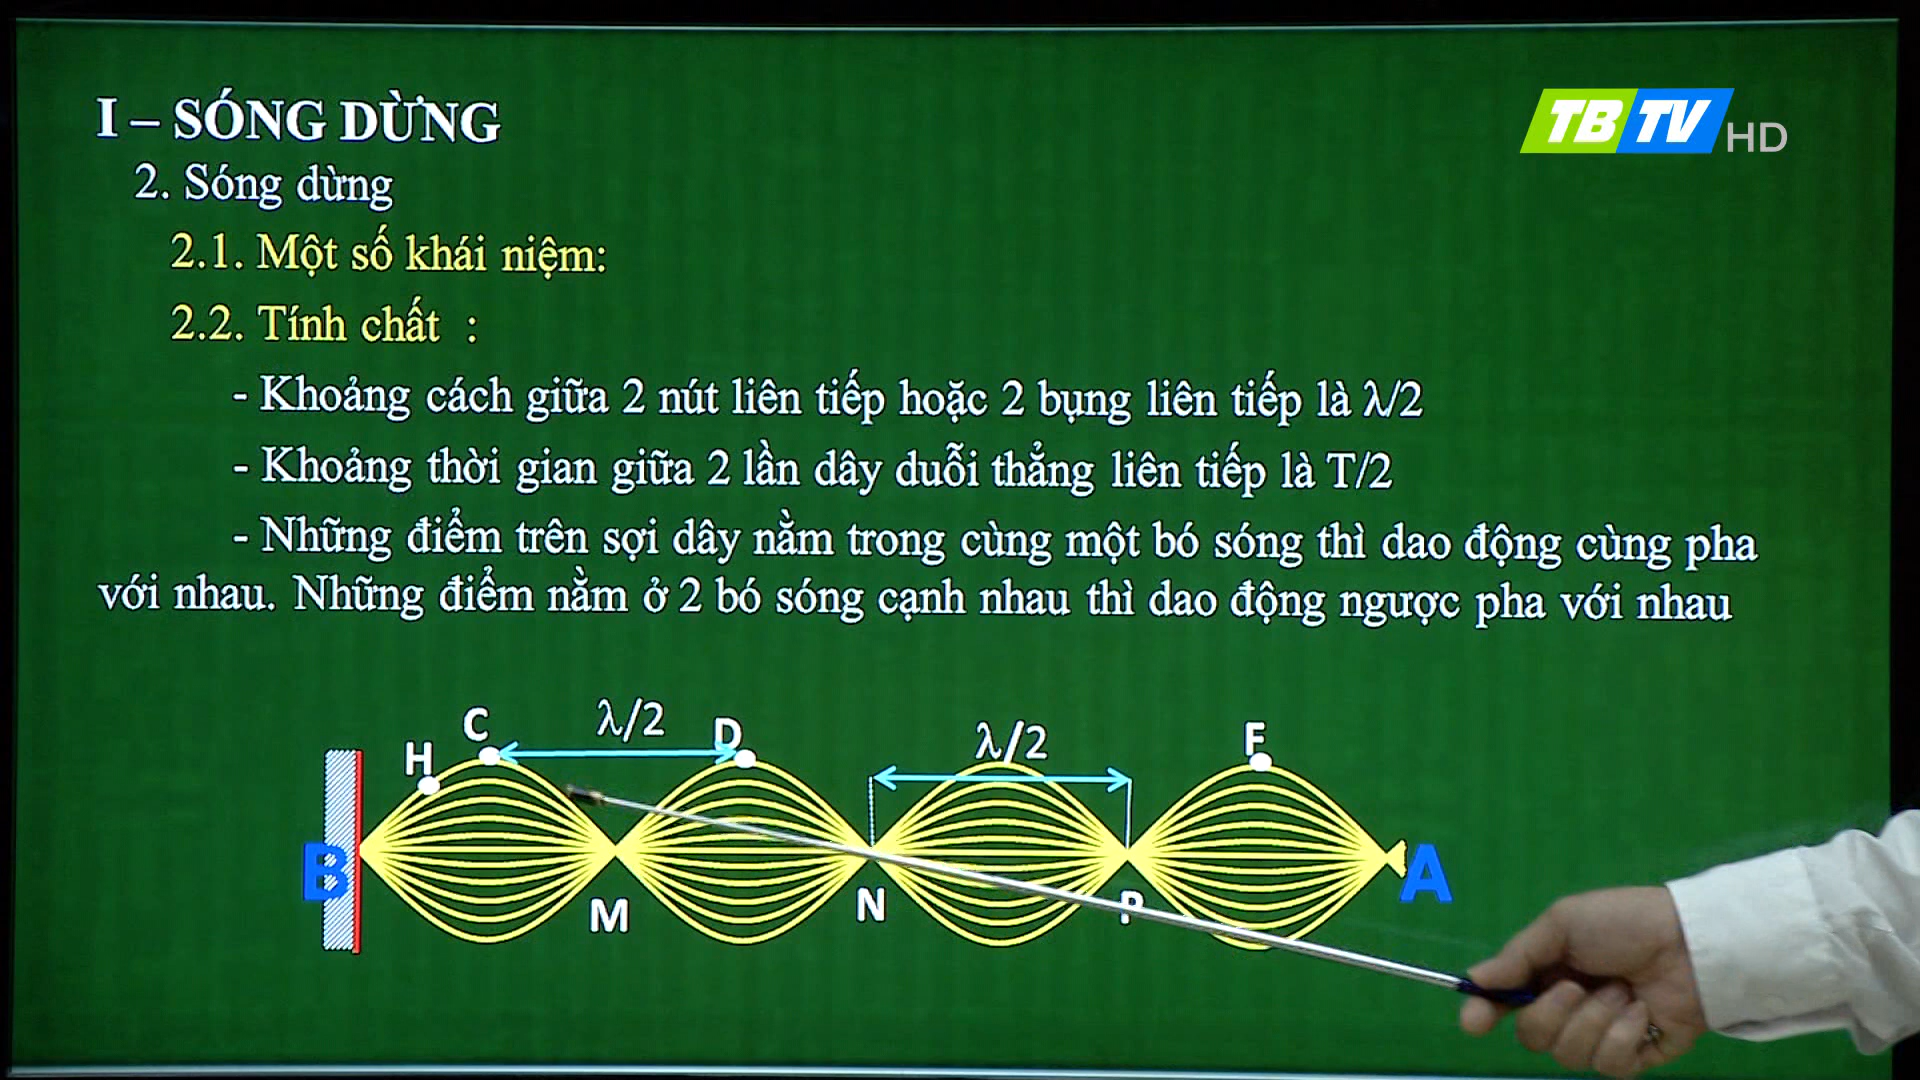 I – SÓNG DỪNG
TBTV HD
2. Sóng dừng
2.1. Một số khái niệm:
2.2. Tính chất :
- Khoảng cách giữa 2 nút liên tiếp hoặc 2 bụng liên tiếp là λ/2
- Khoảng thời gian giữa 2 lần dây duỗi thẳng liên tiếp là T/2
- Những điểm trên sợi dây nằm trong cùng một bó sóng thì dao động cùng pha
với nhau. Những điểm nằm ở 2 bó sóng cạnh nhau thì dao động ngược pha với nhau
C λ/2 D λ/2 F
H
B A
M N P